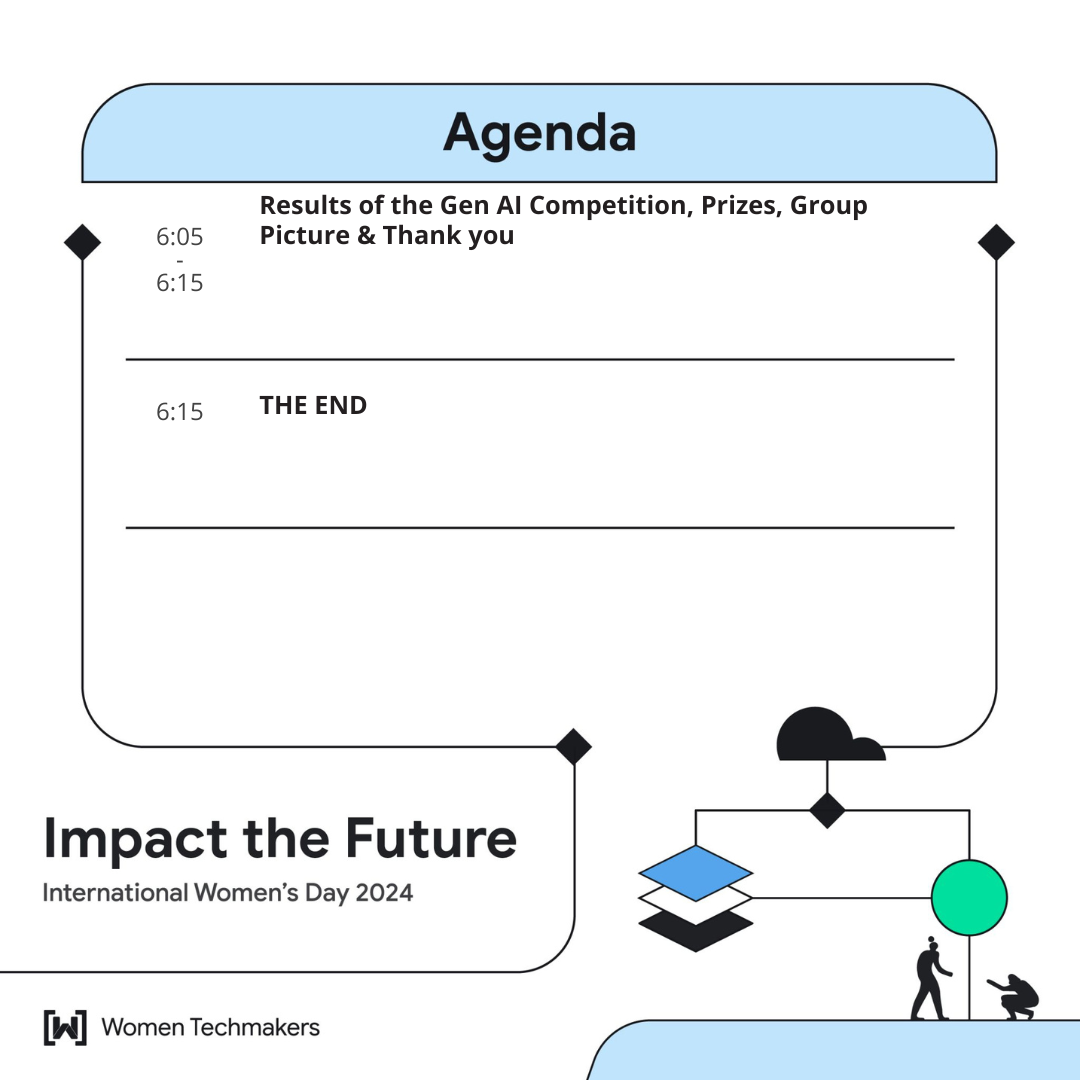 Agenda
Results of the Gen AI Competition, Prizes, Group
Picture & Thank you
6:05
-
6:15
6:15
THE END
Impact the Future
International Women’s Day 2024
[W] Women Techmakers